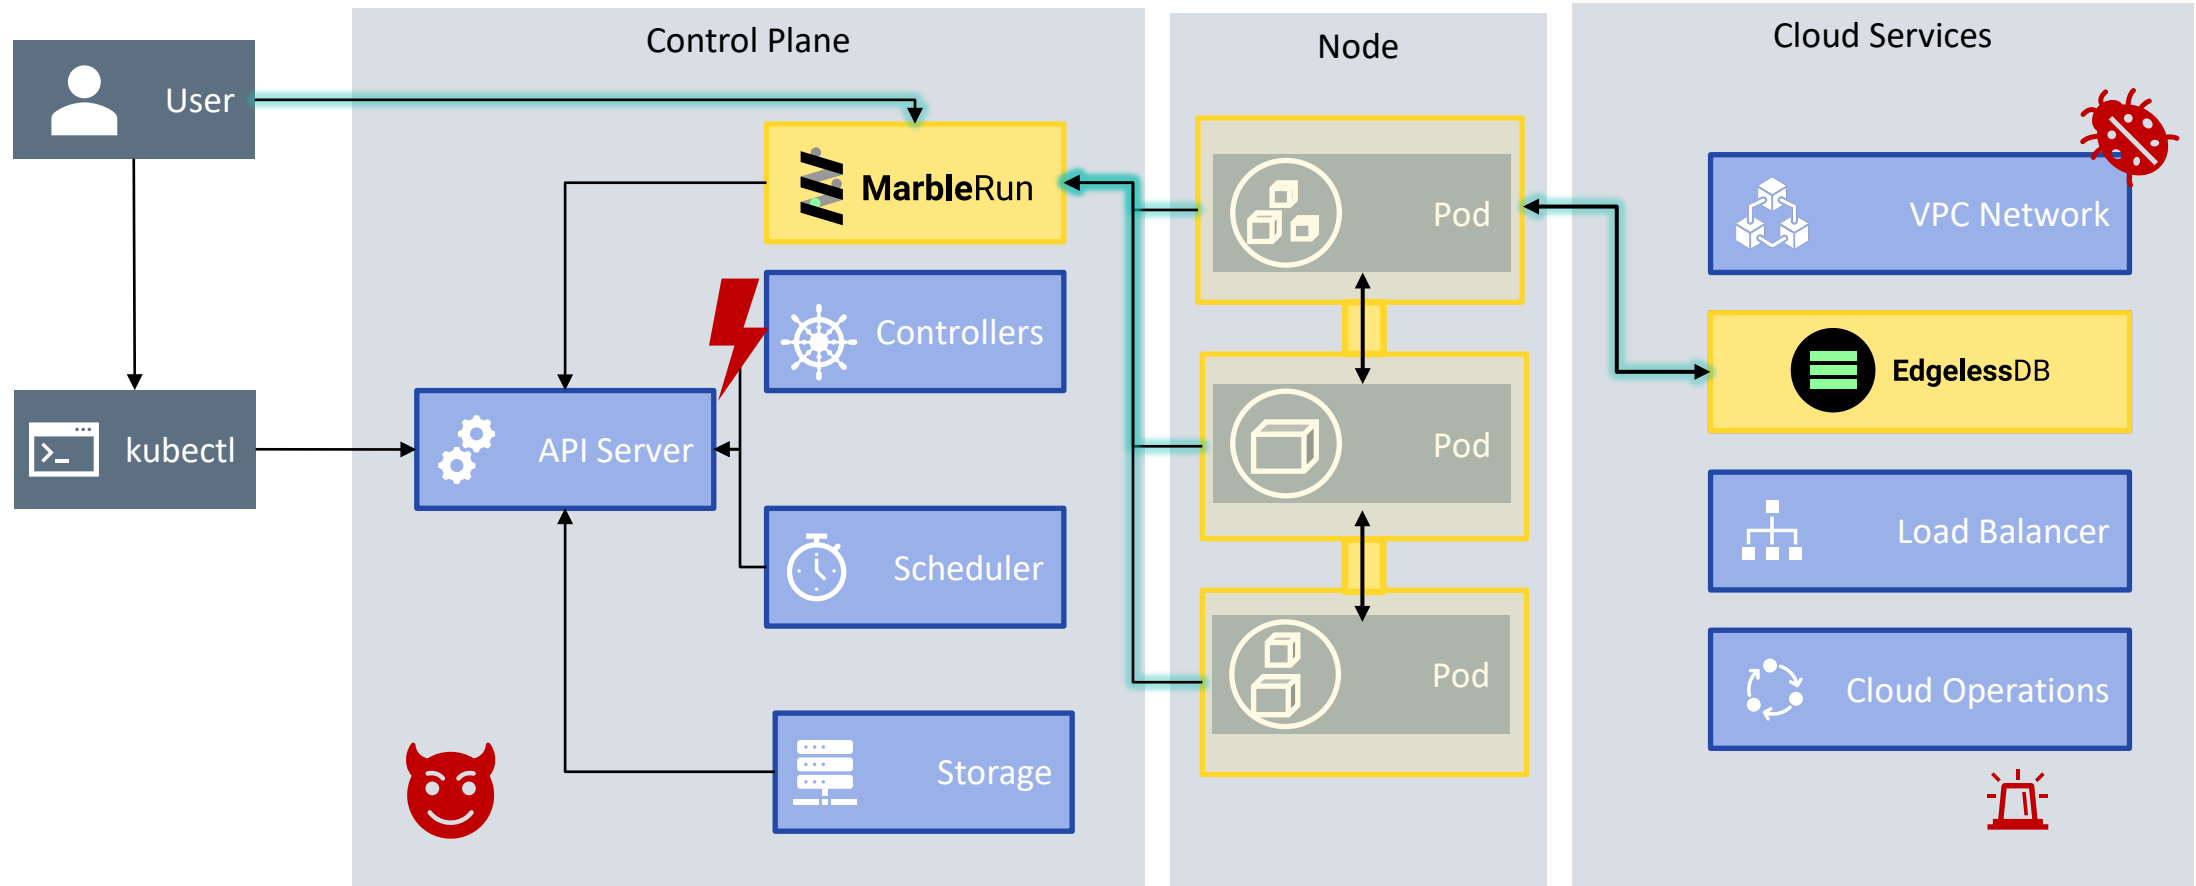 User
kubectl
Control Plane
MarbleRun
Controllers
API Server
Scheduler
Storage
Node
Pod
Pod
Pod
Cloud Services
VPC Network
EdgelessDB
Load Balancer
Cloud Operations